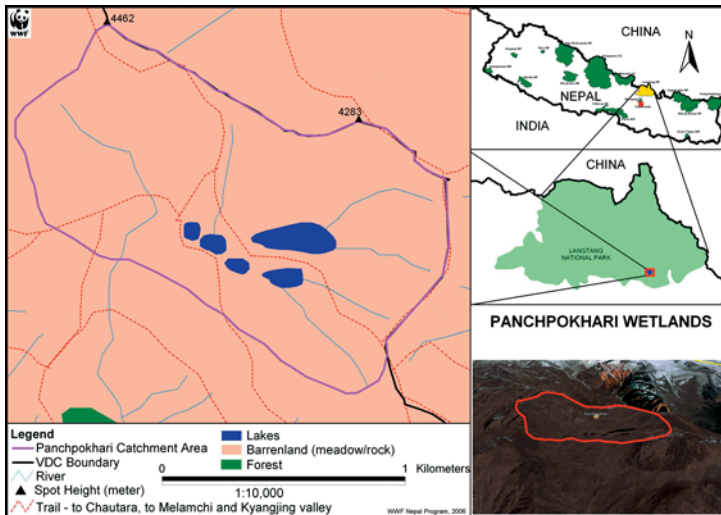 WWF
4462
4283
Legend
Panchpokhari Catchment Area
VDC Boundary
River
Spot Height (meter)
Trail - to Chautara, to Melamchi and Kyangjing valley
Lakes
Barrenland (meadow/rock)
Forest
0 1 Kilometers
1:10,000
WWF Nepal Program, 2006
CHINA
N
NEPAL
INDIA
CHINA
LANGTANG
NATIONAL PARK
PANCHPOKHARI WETLANDS